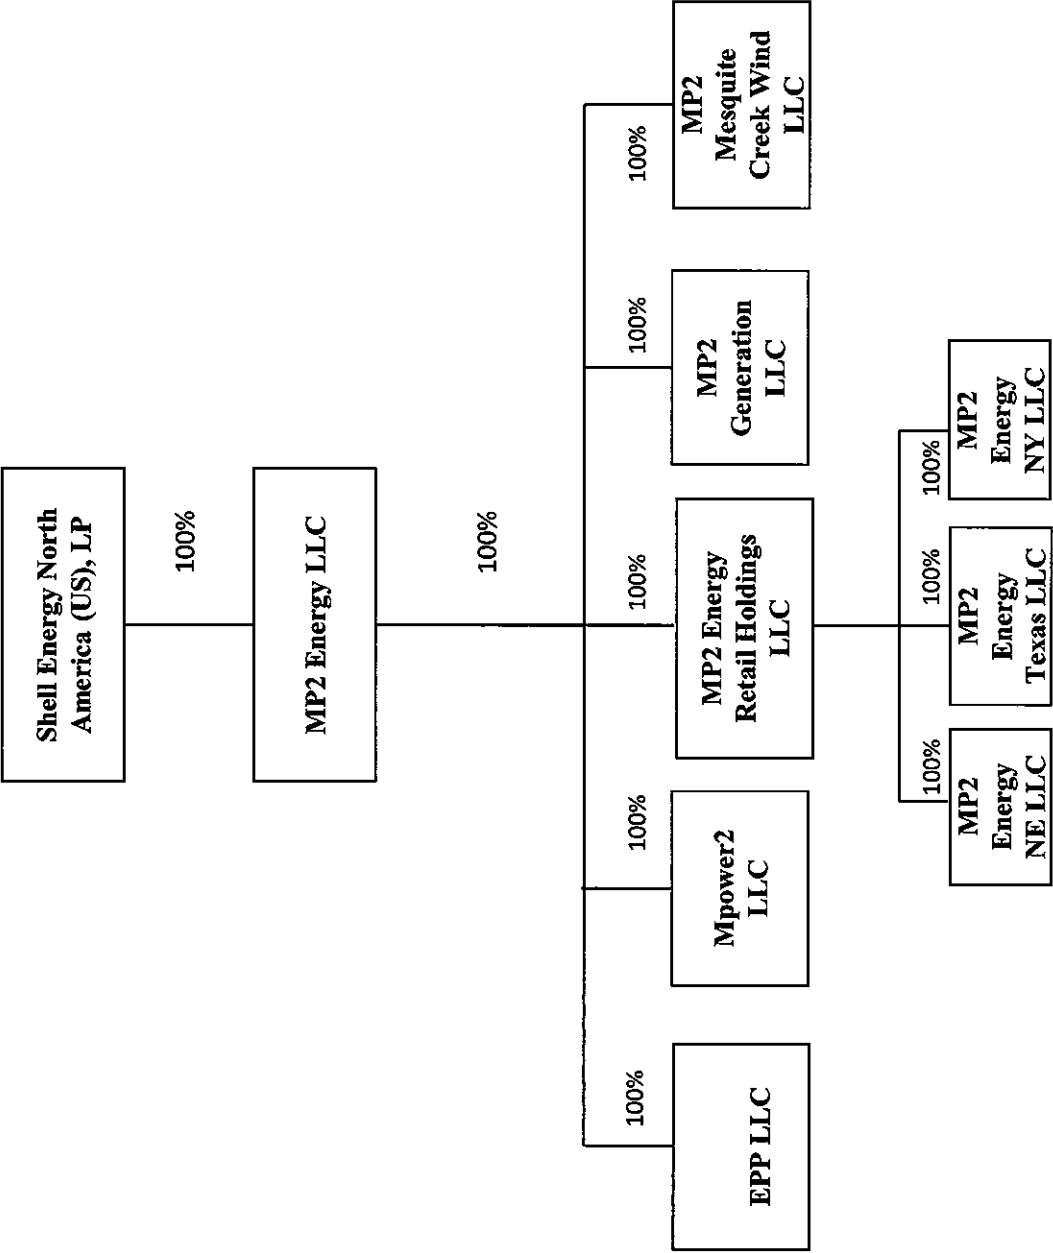 Shell Energy North
America (US), LP
100%
MP2 Energy LLC
100%
100%
100%
100%
100%
100%
EPP LLC
Mpower2
LLC
MP2 Energy
Retail Holdings
LLC
MP2
Generation
LLC
MP2
Mesquite
Creek Wind
LLC
100%
100%
100%
MP2
Energy
NE LLC
MP2
Energy
Texas LLC
MP2
Energy
NY LLC